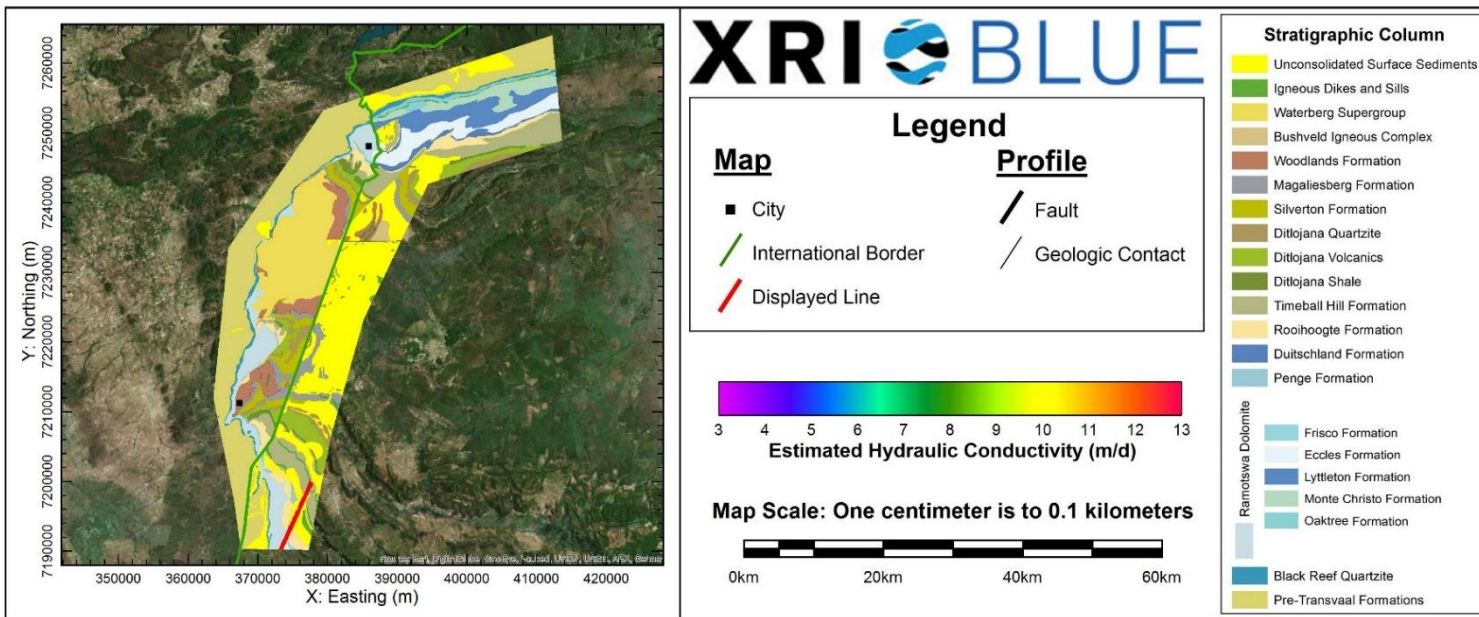 7260000
7250000
7240000
7230000
7220000
7210000
7200000
7190000
Y: Northing (m)
350000 360000 370000 380000 390000 400000 410000 420000
X: Easting (m)
XRI BLUE
Legend
Map
City
International Border
Displayed Line
Profile
Fault
Geologic Contact
3 4 5 6 7 8 9 10 11 12 13
Estimated Hydraulic Conductivity (m/d)
Map Scale: One centimeter is to 0.1 kilometers
0km 20km 40km 60km
Stratigraphic Column
Unconsolidated Surface Sediments
Igneous Dikes and Sills
Waterberg Supergroup
Bushveld Igneous Complex
Woodlands Formation
Magaliesberg Formation
Silverton Formation
Ditlojana Quartzite
Ditlojana Volcanics
Ditlojana Shale
Timeball Hill Formation
Rooihoogte Formation
Duitschland Formation
Penge Formation
Ramotswa Dolomite
Frisco Formation
Eccles Formation
Lyttleton Formation
Monte Christo Formation
Oaktree Formation
Black Reef Quartzite
Pre-Transvaal Formations